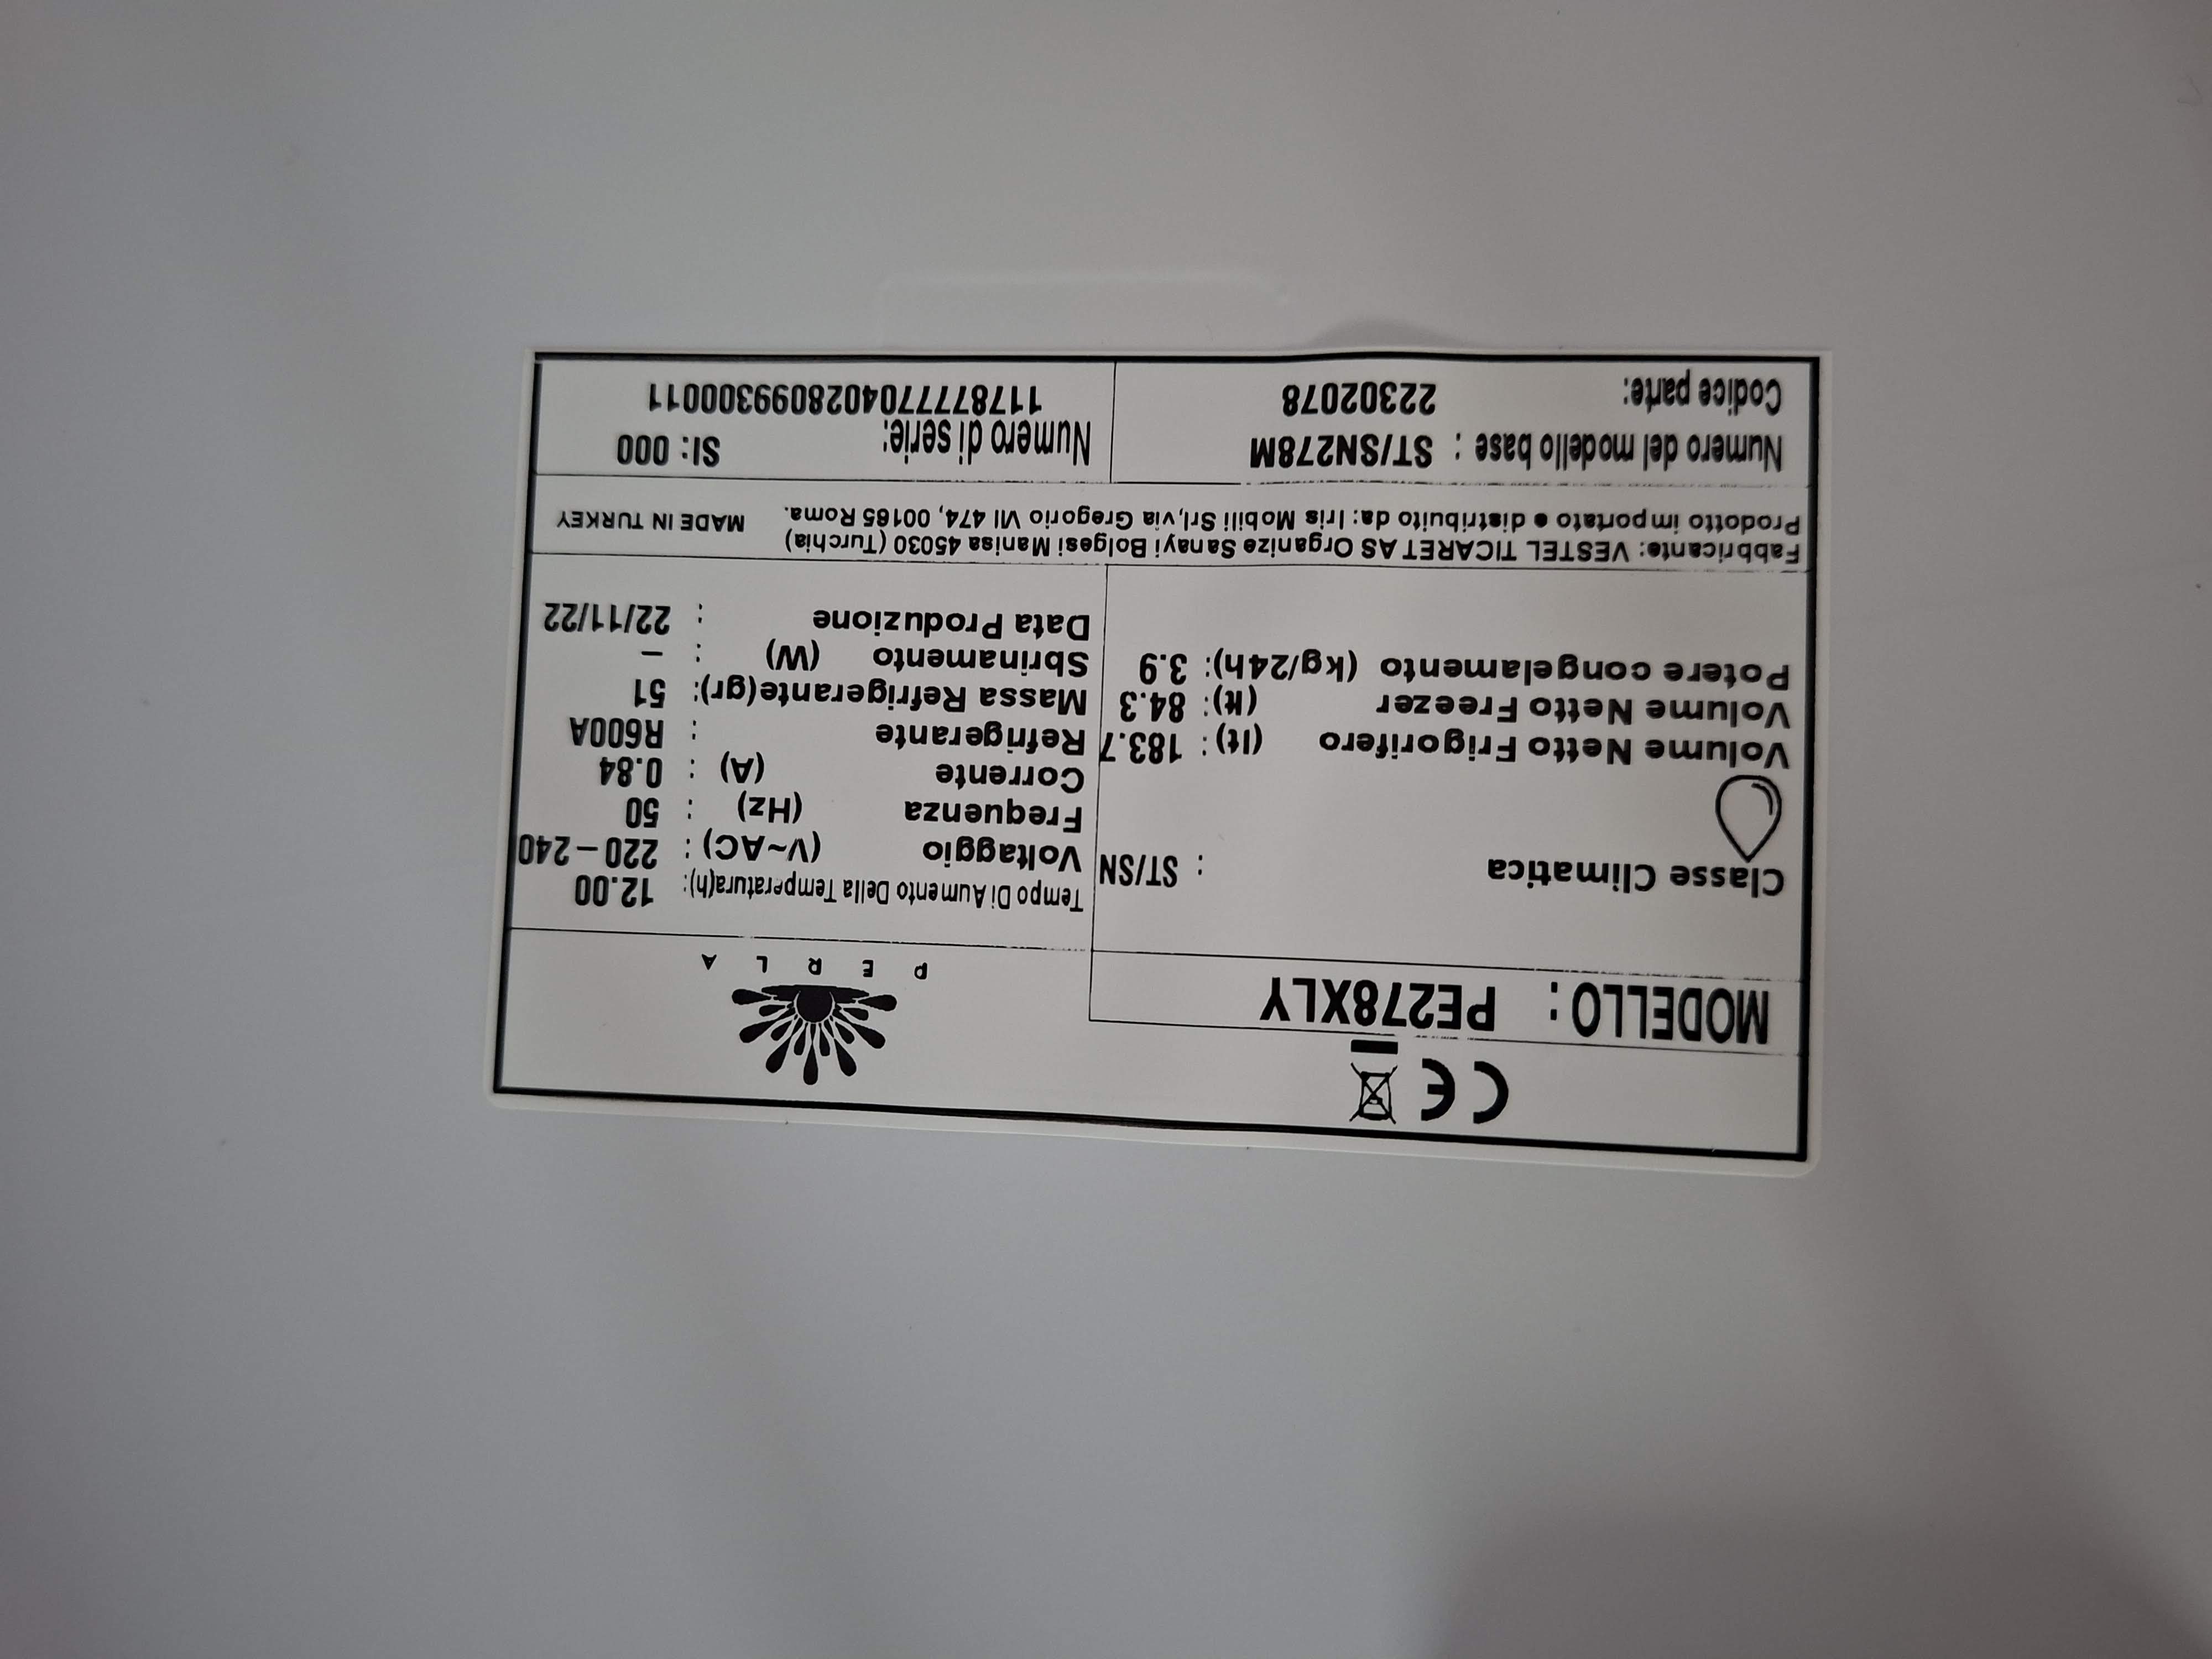 CE
PERLA
MODELLO: PE278XLY
Classe Climatica : ST/SN
Volume Netto Frigorifero (lt): 183.7
Volume Netto Freezer (lt): 84.3
Potere congelamento (kg/24h): 3.9
Tempo Di Aumento Della Temperatura(h): 12.00
Voltaggio (V~AC): 220-240
Frequenza (Hz) : 50
Corrente (A) : 0.84
Refrigerante : R600A
Massa Refrigerante(gr): 51
Sbrinamento (W) : -
Data Produzione : 22/11/22
Fabbricante: VESTEL TICARET AS Organize Sanayi Bolgesi Manisa 45030 (Turchia)
Prodotto importato e distribuito da: Iris Mobili Srl,via Gregorio VII 474, 00165 Roma. MADE IN TURKEY
Numero del modello base : ST/SN278M
Codice parte: 22302078
Numero di serie: SI: 000
1178777704028099300011